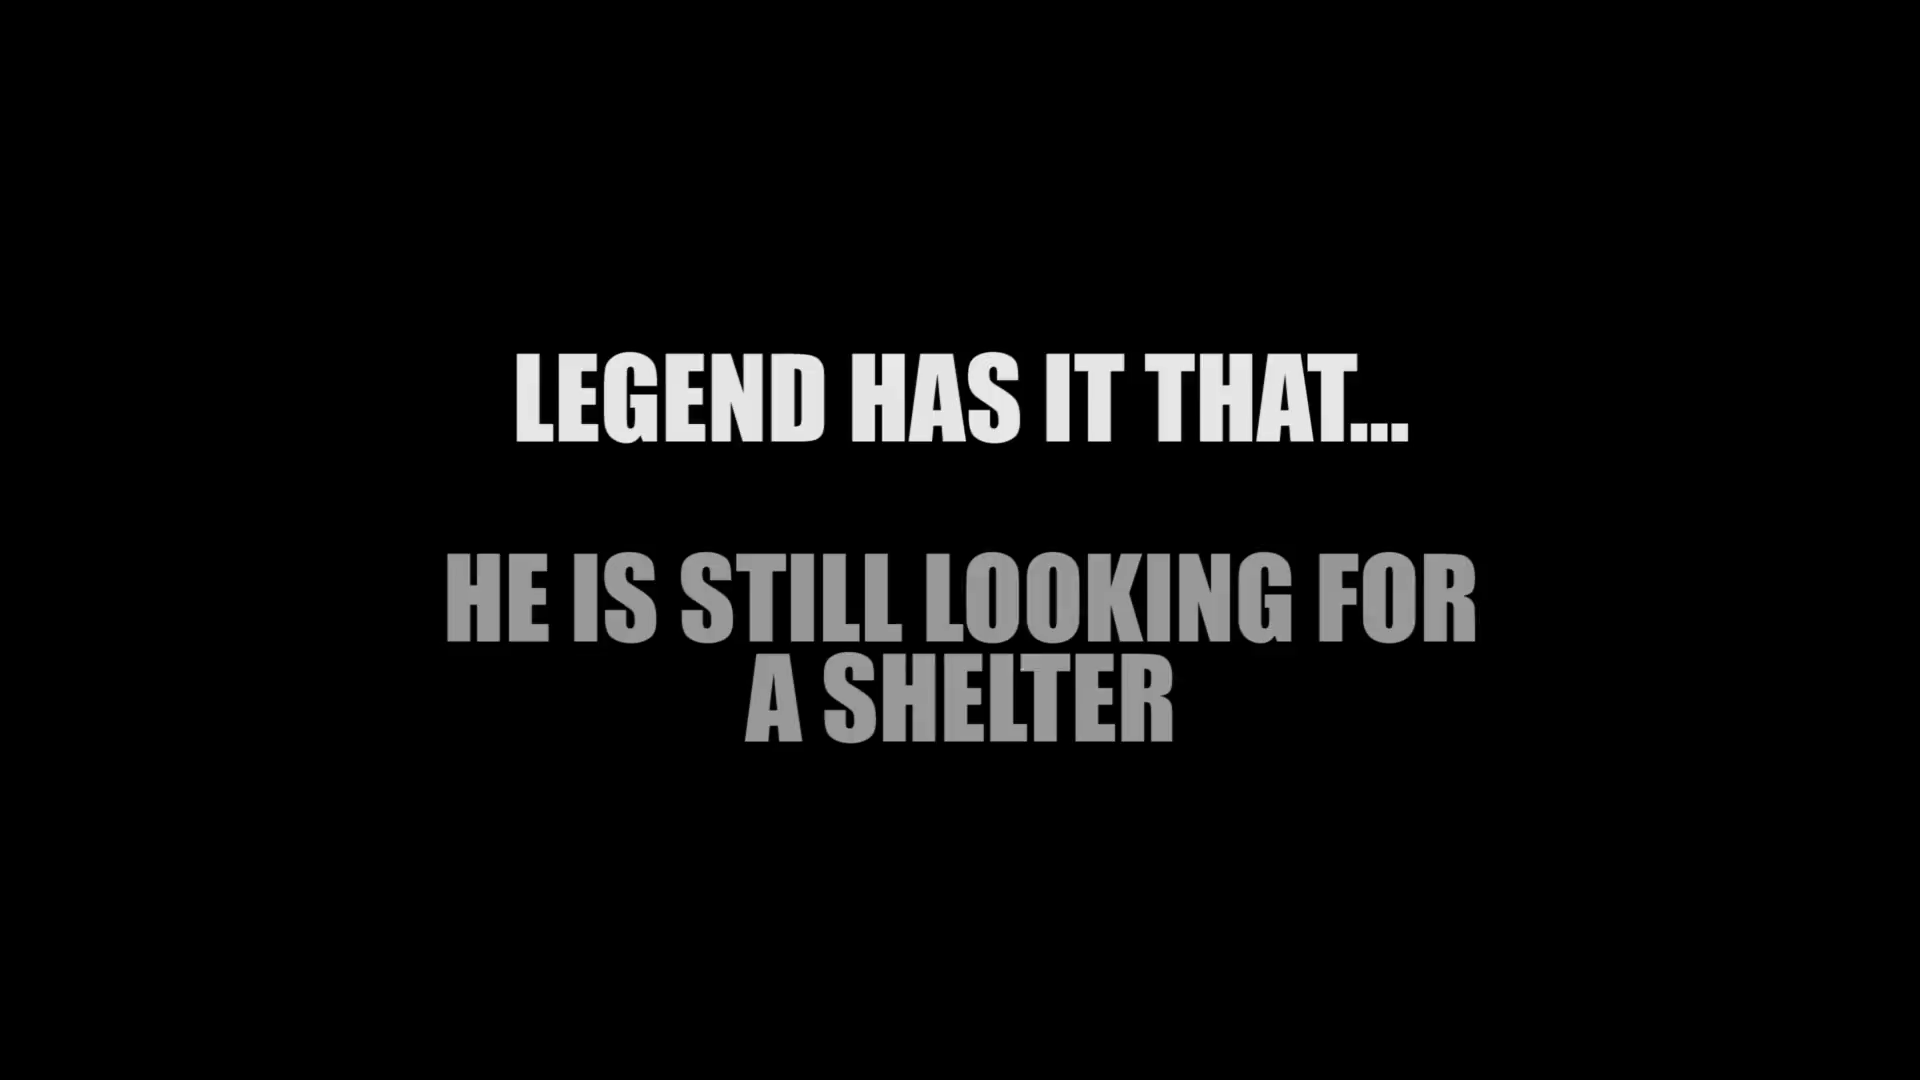 LEGEND HAS IT THAT...
HE IS STILL LOOKING FOR
A SHELTER